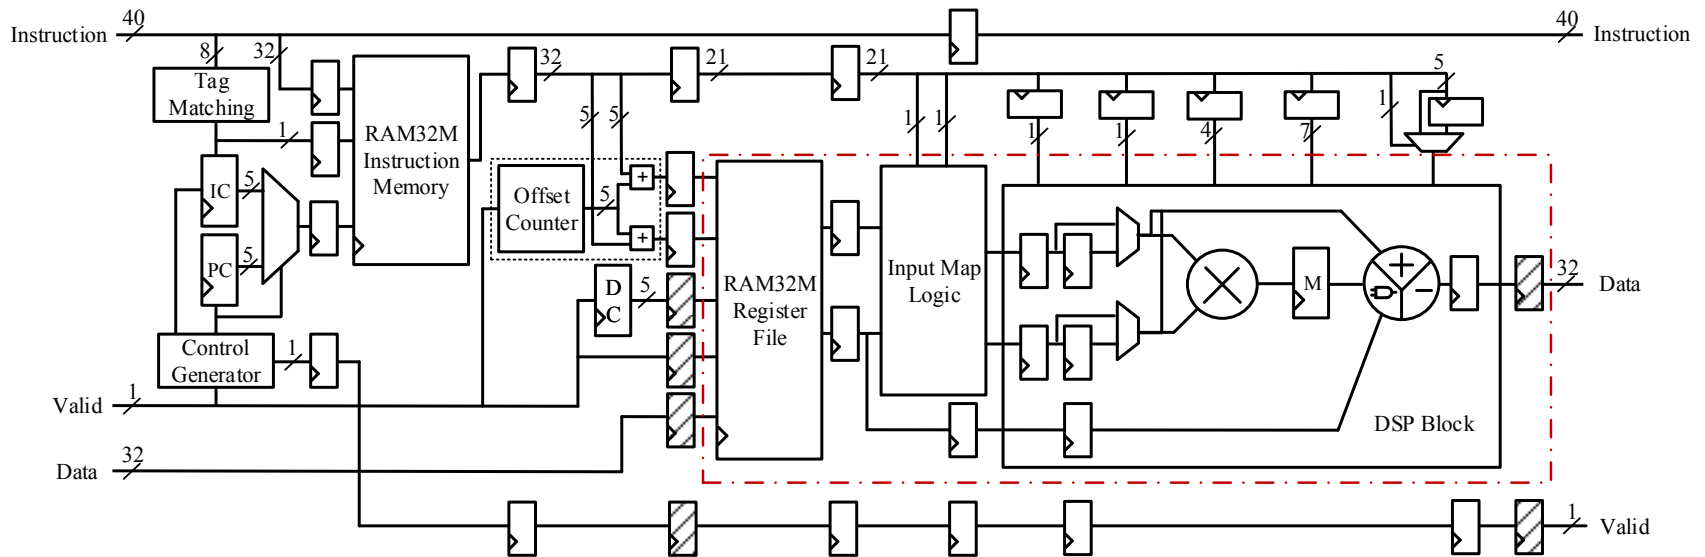 40
40
Instruction
Instruction
8
32
32
21
21
5
Tag
Matching
1
RAM32M
Instruction
Memory
5
5
1
1
1
1
4
7
1
IC
5
PC
5
Offset
Counter
5
+
+
D
C
5
RAM32M
Register
File
Input Map
Logic
M
+
−
32
Data
Control
Generator
1
DSP Block
Valid
1
Data
32
1
Valid